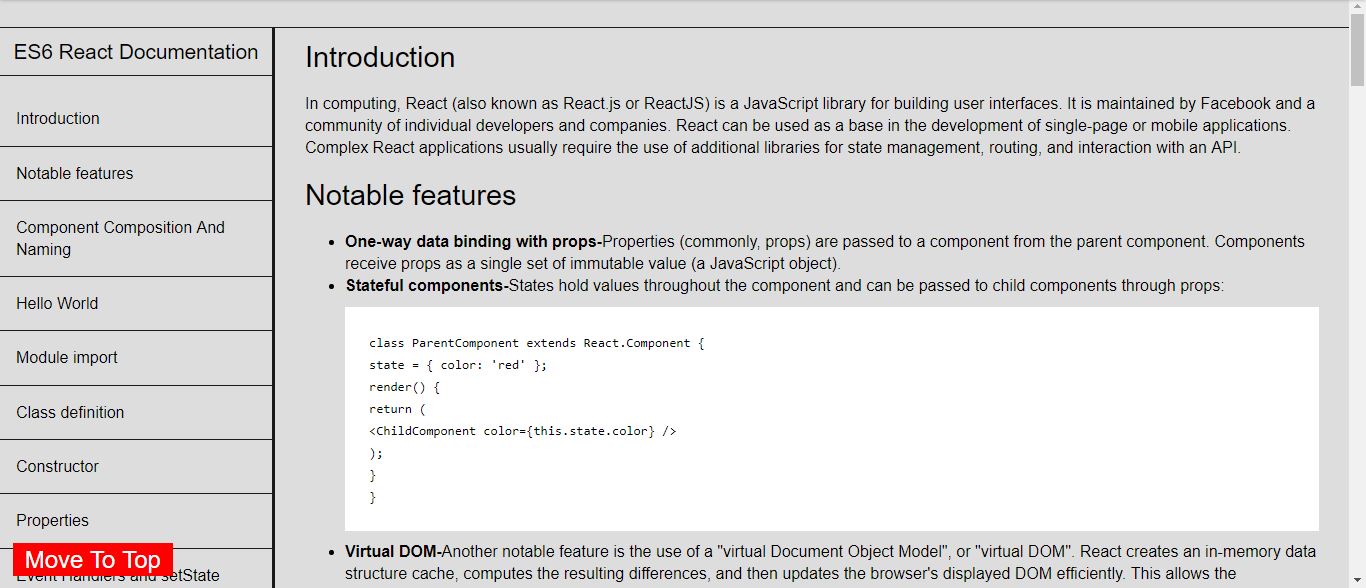 ES6 React Documentation
Introduction
Notable features
Component Composition And
Naming
Hello World
Module import
Class definition
Constructor
Properties
Move To Top
Event Handlers and setState
Introduction
In computing, React (also known as React.js or ReactJS) is a JavaScript library for building user interfaces. It is maintained by Facebook and a
community of individual developers and companies. React can be used as a base in the development of single-page or mobile applications.
Complex React applications usually require the use of additional libraries for state management, routing, and interaction with an API.
Notable features
• One-way data binding with props-Properties (commonly, props) are passed to a component from the parent component. Components
receive props as a single set of immutable value (a JavaScript object).
• Stateful components-States hold values throughout the component and can be passed to child components through props:
class ParentComponent extends React.Component {
state = { color: 'red' };
render() {
return (
<ChildComponent color={this.state.color} />
);
}
}
• Virtual DOM-Another notable feature is the use of a "virtual Document Object Model", or "virtual DOM". React creates an in-memory data
structure cache, computes the resulting differences, and then updates the browser's displayed DOM efficiently. This allows the